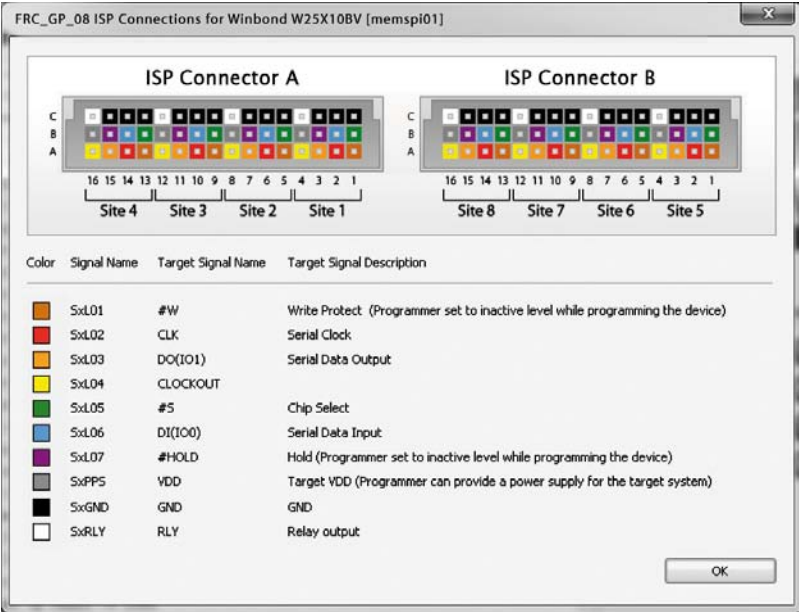 FRC_GP_08 ISP Connections for Winbond W25X10BV [memspi01]
ISP Connector A
ISP Connector B
C
B
A
16 15 14 13 12 11 10 9 8 7 6 5 4 3 2 1
Site 4 Site 3 Site 2 Site 1
C
B
A
16 15 14 13 12 11 10 9 8 7 6 5 4 3 2 1
Site 8 Site 7 Site 6 Site 5
Color Signal Name Target Signal Name Target Signal Description
SxL01 #W Write Protect (Programmer set to inactive level while programming the device)
SxL02 CLK Serial Clock
SxL03 DO(IO1) Serial Data Output
SxL04 CLOCKOUT
SxL05 #S Chip Select
SxL06 DI(IO0) Serial Data Input
SxL07 #HOLD Hold (Programmer set to inactive level while programming the device)
SxPPS VDD Target VDD (Programmer can provide a power supply for the target system)
SxGND GND GND
SxRLY RLY Relay output
OK